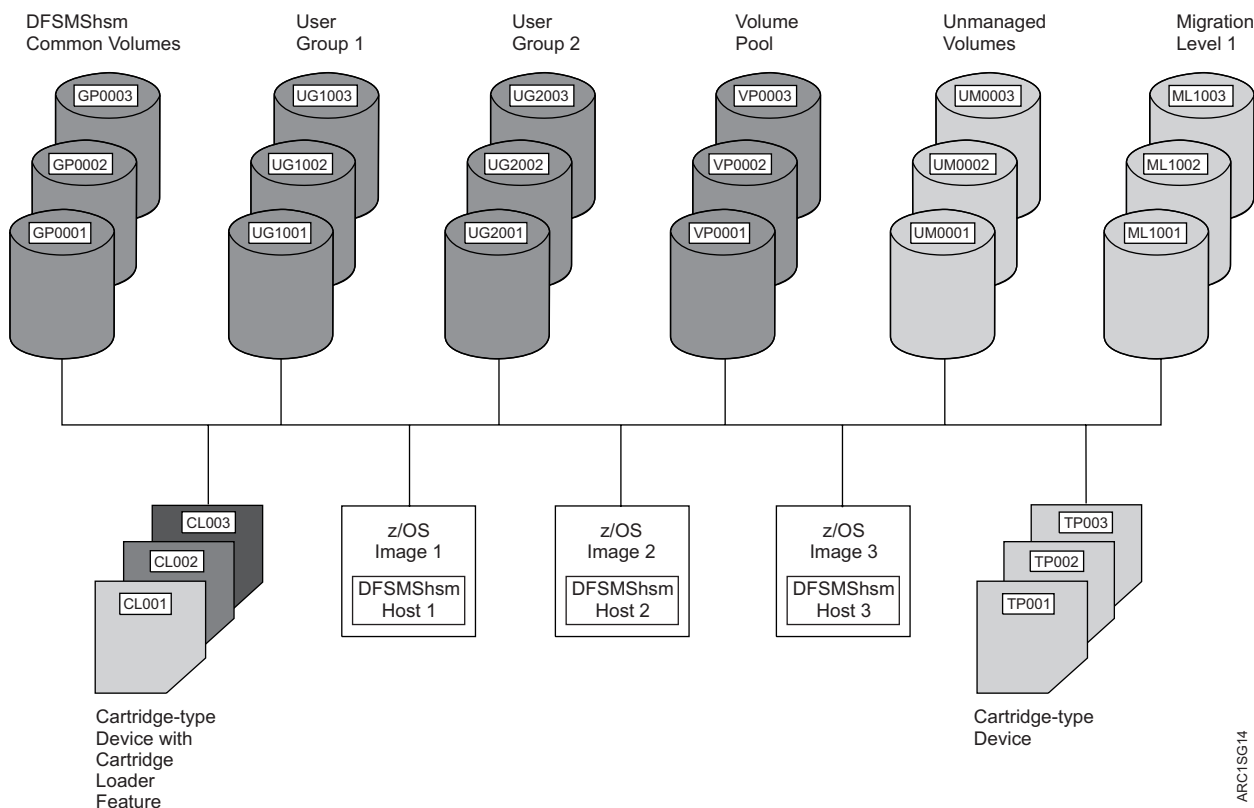 DFSMShsm
Common Volumes
User
Group 1
User
Group 2
Volume
Pool
Unmanaged
Volumes
Migration
Level 1
GP0003
UG1003
UG2003
VP0003
UM0003
ML1003
GP0002
UG1002
UG2002
VP0002
UM0002
ML1002
GP0001
UG1001
UG2001
VP0001
UM0001
ML1001
CL003
CL002
CL001
z/OS
Image 1
DFSMShsm
Host 1
z/OS
Image 2
DFSMShsm
Host 2
z/OS
Image 3
DFSMShsm
Host 3
TP003
TP002
TP001
Cartridge-type
Device with
Cartridge
Loader
Feature
Cartridge-type
Device
ARC1SG14